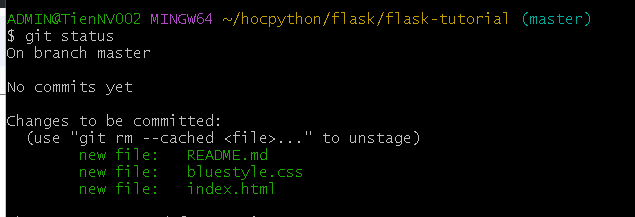 ADMIN@TienNV002 MINGW64 ~/hocpython/flask/flask-tutorial (master)
$ git status
On branch master
No commits yet
Changes to be committed:
  (use "git rm --cached <file>..." to unstage)
        new file:   README.md
        new file:   bluestyle.css
        new file:   index.html